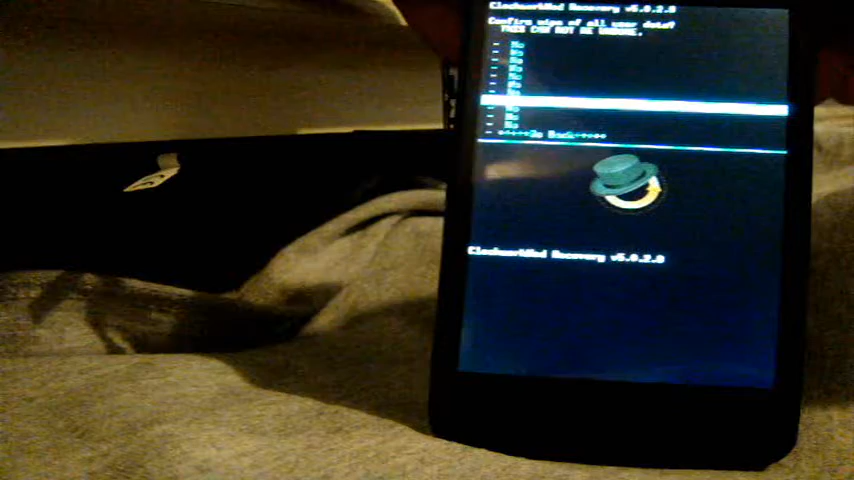 ClockworkMod Recovery v5.0.2.0
Confirm wipe of all user data?
THIS CAN NOT BE UNDONE.
- No
- No
- No
- No
- No
- No
- No
- No
- No
- No
- +++++Go Back+++++
ClockworkMod Recovery v5.0.2.0